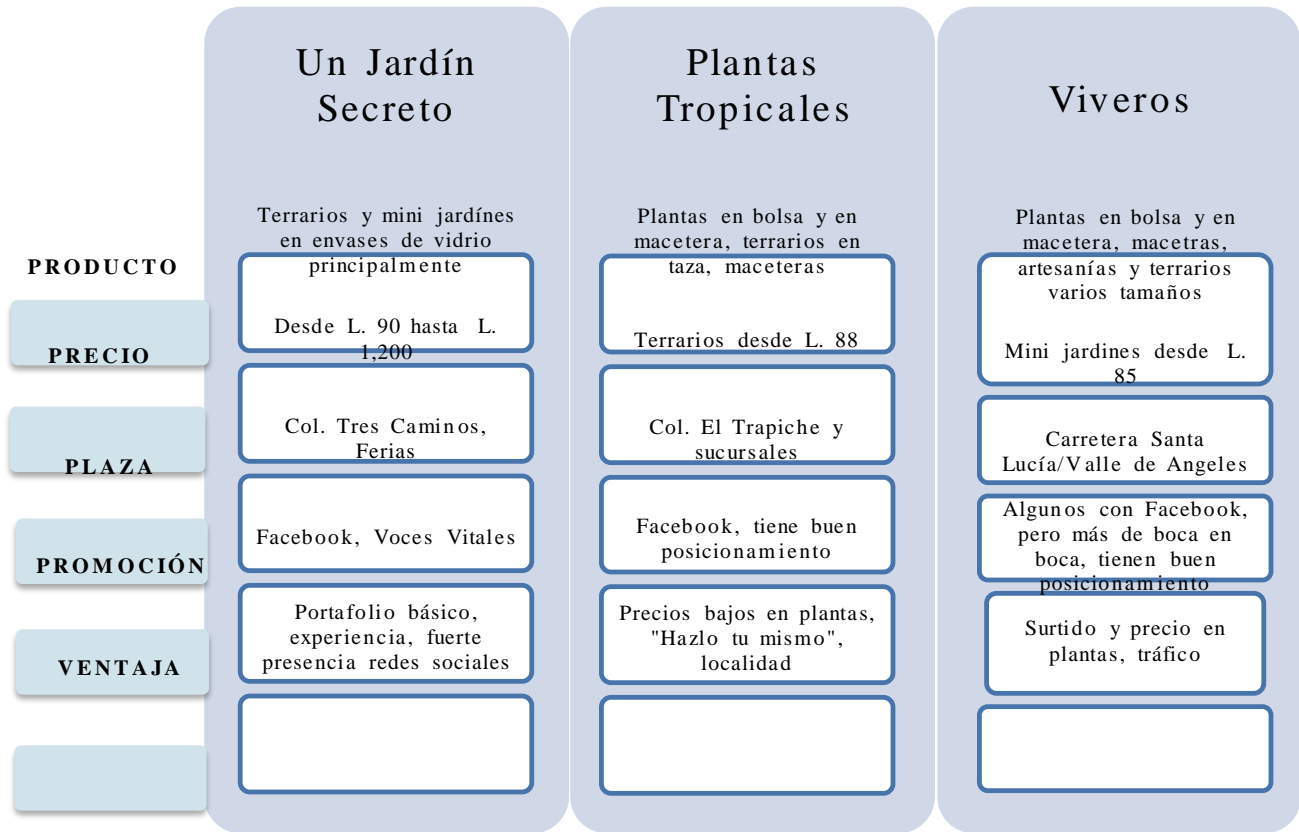 Un Jardín
Secreto
Plantas
Tropicales
Viveros
PRODUCTO
Terrarios y mini jardínes
en envases de vidrio
principalmente
Plantas en bolsa y en
macetera, terrarios en
taza, maceteras
Plantas en bolsa y en
macetera, macetras,
artesanías y terrarios
varios tamaños
PRECIO
Desde L. 90 hasta L.
1,200
Terrarios desde L. 88
Mini jardines desde L.
85
PLAZA
Col. Tres Caminos,
Ferias
Col. El Trapiche y
sucursales
Carretera Santa
Lucía/Valle de Angeles
PROMOCIÓN
Facebook, Voces Vitales
Facebook, tiene buen
posicionamiento
Algunos con Facebook,
pero más de boca en
boca, tienen buen
posicionamiento
VENTAJA
Portafolio básico,
experiencia, fuerte
presencia redes sociales
Precios bajos en plantas,
"Hazlo tu mismo",
localidad
Surtido y precio en
plantas, tráfico